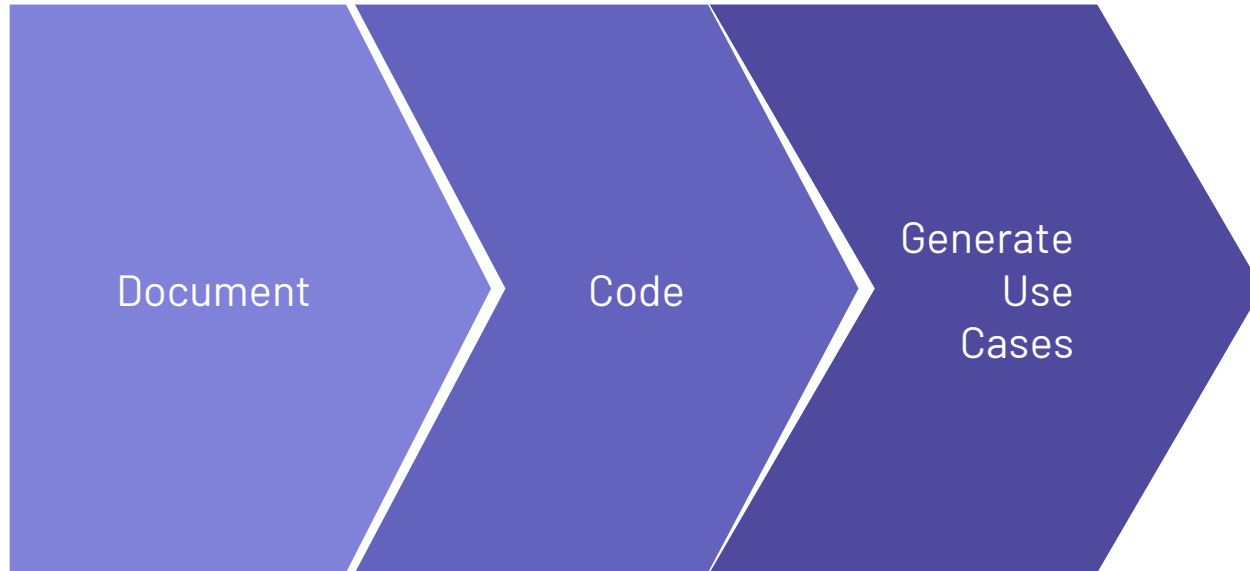 Document
Code
Generate
Use
Cases